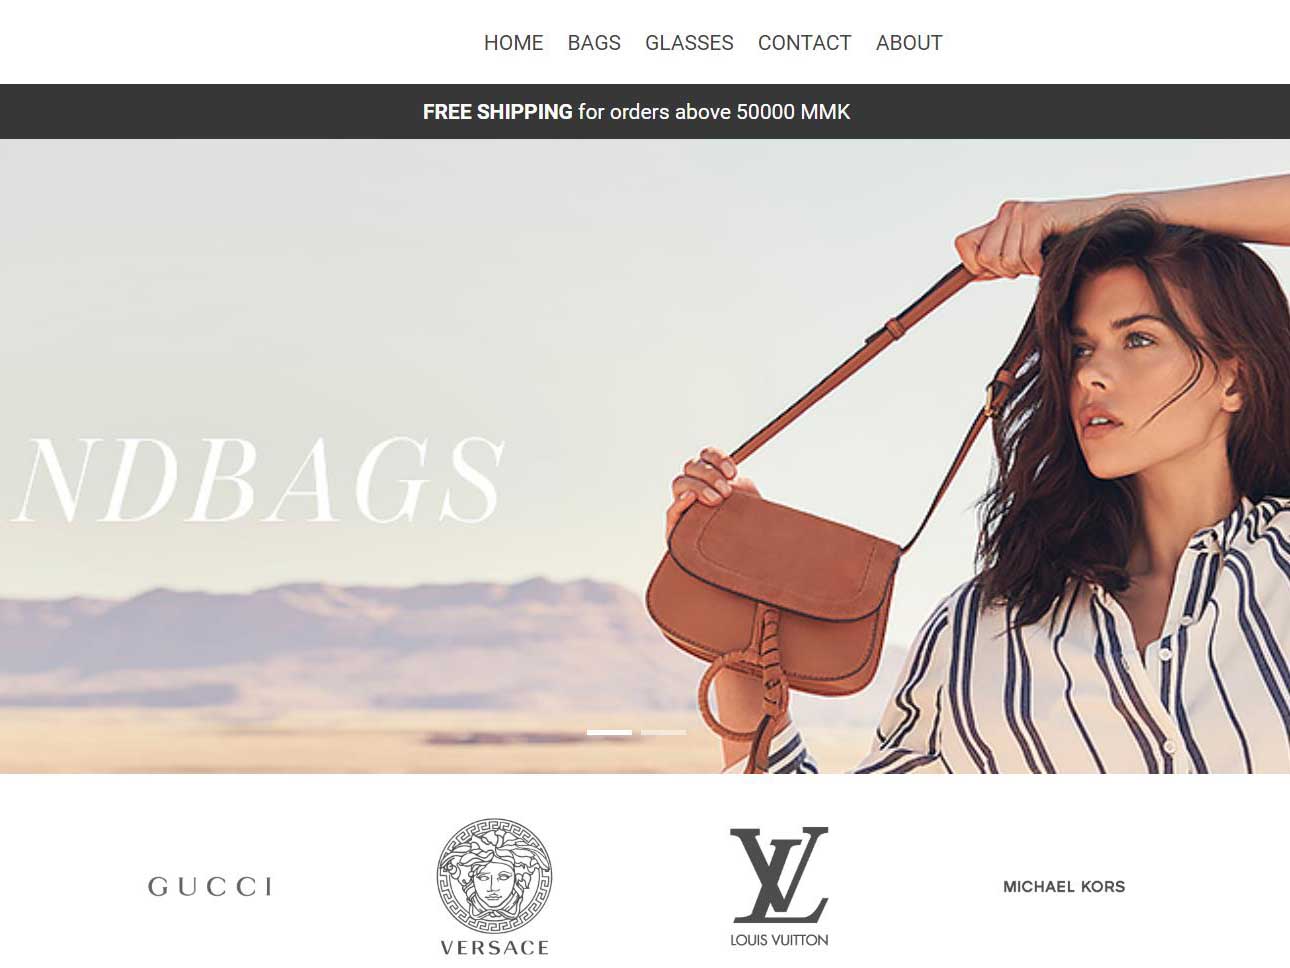 HOME BAGS GLASSES CONTACT ABOUT
FREE SHIPPING for orders above 50000 MMK
NDBAGS
GUCCI
VERSACE
LV
LOUIS VUITTON
MICHAEL KORS